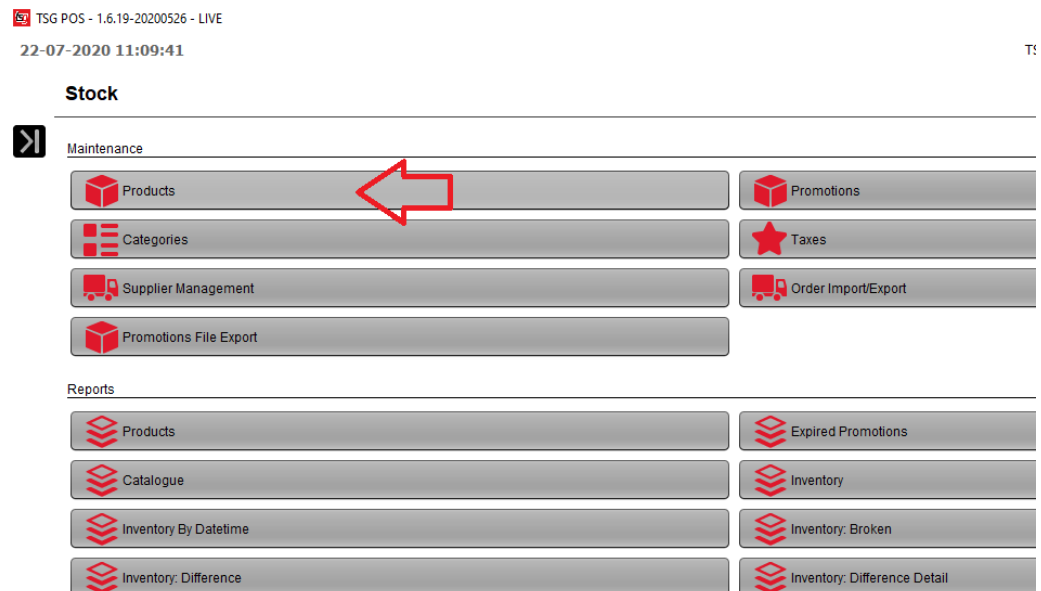 TSG POS - 1.6.19-20200526 - LIVE
22-07-2020 11:09:41
Stock
Maintenance
Products
Promotions
Categories
Taxes
Supplier Management
Order Import/Export
Promotions File Export
Reports
Products
Expired Promotions
Catalogue
Inventory
Inventory By Datetime
Inventory: Broken
Inventory: Difference
Inventory: Difference Detail